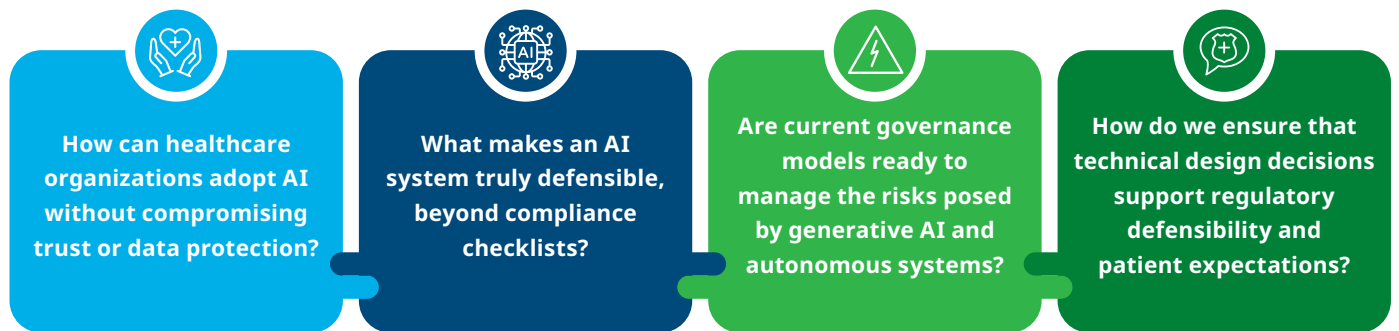 How can healthcare
organizations adopt AI
without compromising
trust or data protection?
AI
What makes an AI
system truly defensible,
beyond compliance
checklists?
Are current governance
models ready to
manage the risks posed
by generative AI and
autonomous systems?
How do we ensure that
technical design decisions
support regulatory
defensibility and
patient expectations?